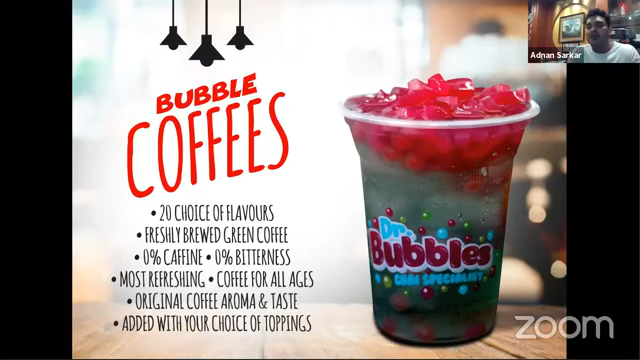 Adnan Sarkar
BUBBLE
COFFEES
• 20 CHOICE OF FLAVOURS
• FRESHLY BREWED GREEN COFFEE
• 0% CAFFINE • 0% BITTERNESS
• MOST REFRESHING • COFFEE FOR ALL AGES
• ORIGINAL COFFEE AROMA & TASTE
• ADDED WITH YOUR CHOICE OF TOPPINGS
Dr.
Bubbles
CHAI SPECIALIST
zoom